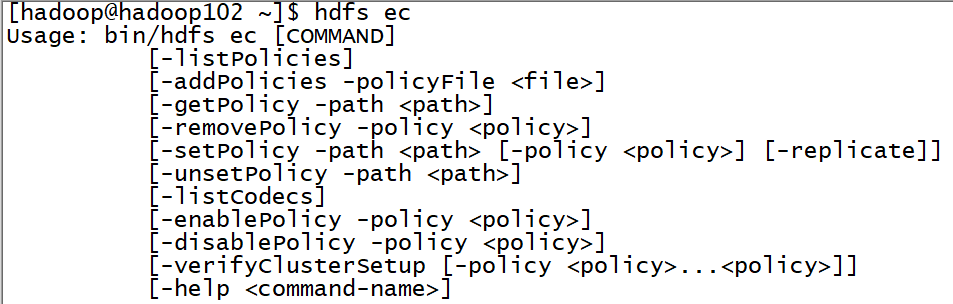 [hadoop@hadoop102 ~]$ hdfs ec
Usage: bin/hdfs ec [COMMAND]
[-listPolicies]
[-addPolicies -policyFile <file>]
[-getPolicy -path <path>]
[-removePolicy -policy <policy>]
[-setPolicy -path <path> [-policy <policy>] [-replicate]]
[-unsetPolicy -path <path>]
[-listCodecs]
[-enablePolicy -policy <policy>]
[-disablePolicy -policy <policy>]
[-verifyClusterSetup [-policy <policy>...<policy>]]
[-help <command-name>]